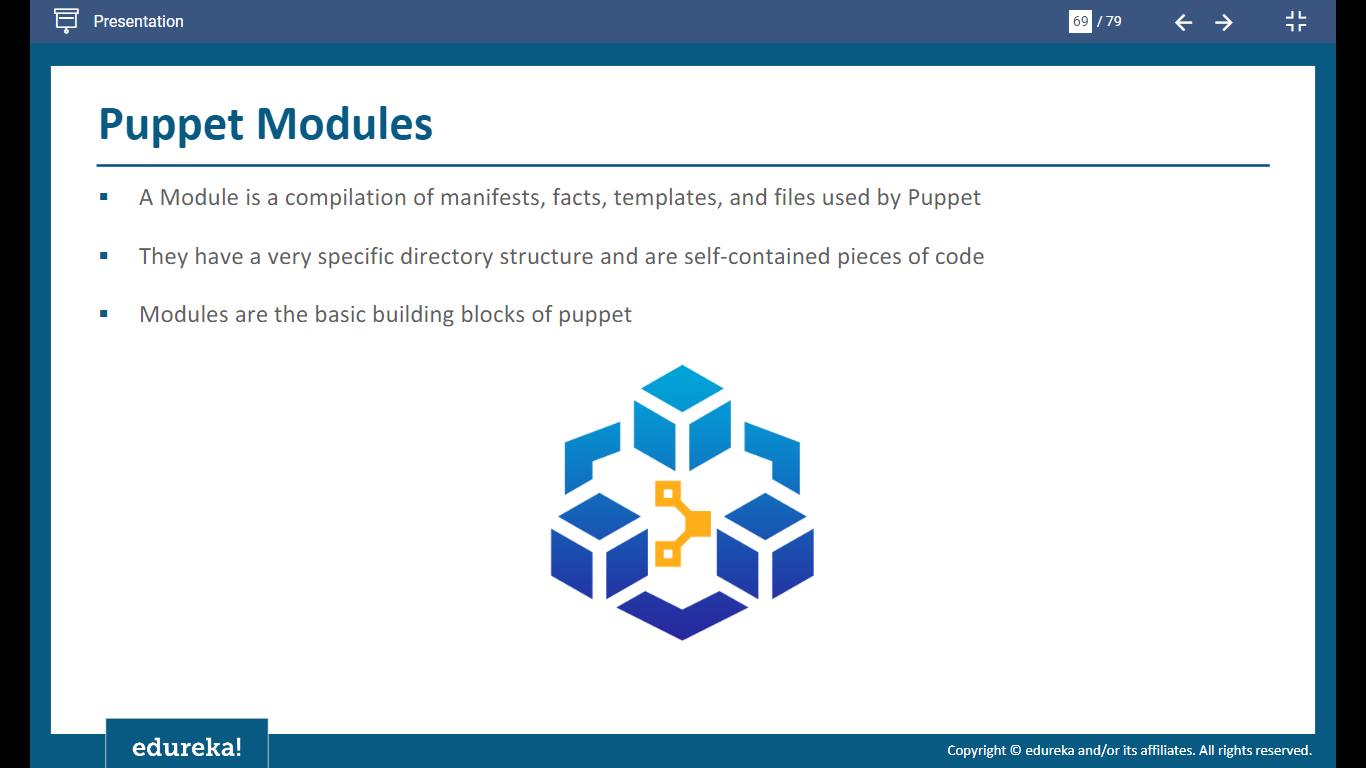 Presentation
69 / 79
Puppet Modules
▪ A Module is a compilation of manifests, facts, templates, and files used by Puppet
▪ They have a very specific directory structure and are self-contained pieces of code
▪ Modules are the basic building blocks of puppet
edureka!
Copyright © edureka and/or its affiliates. All rights reserved.